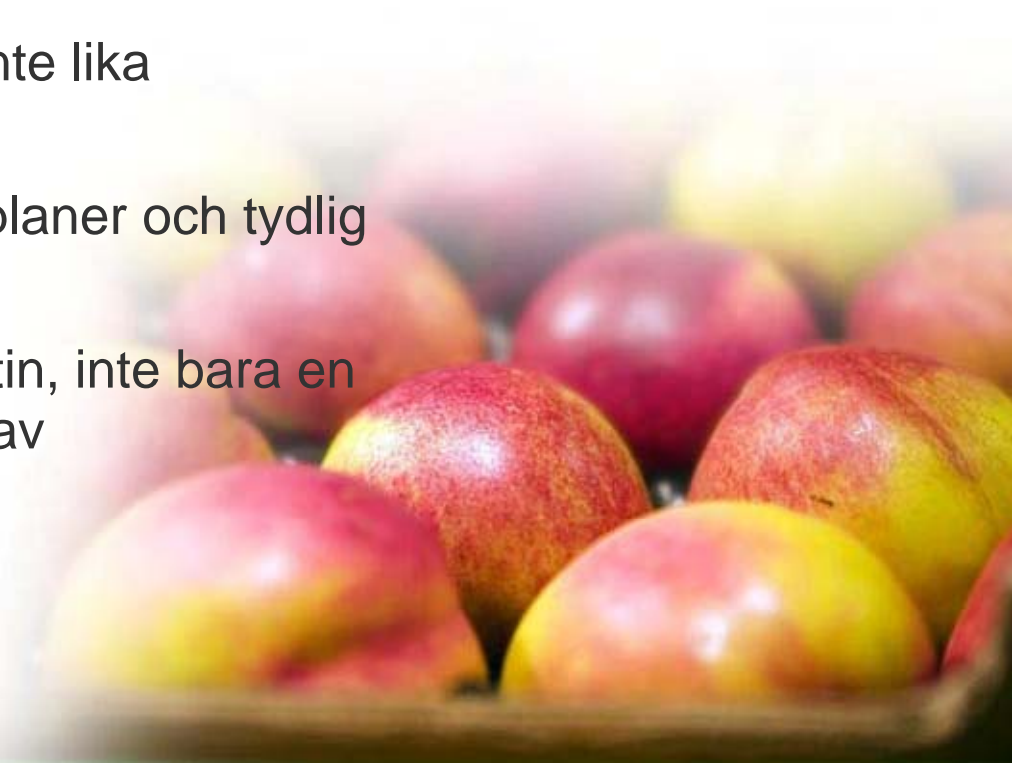 nte lika
planer och tydlig
tin, inte bara en
av